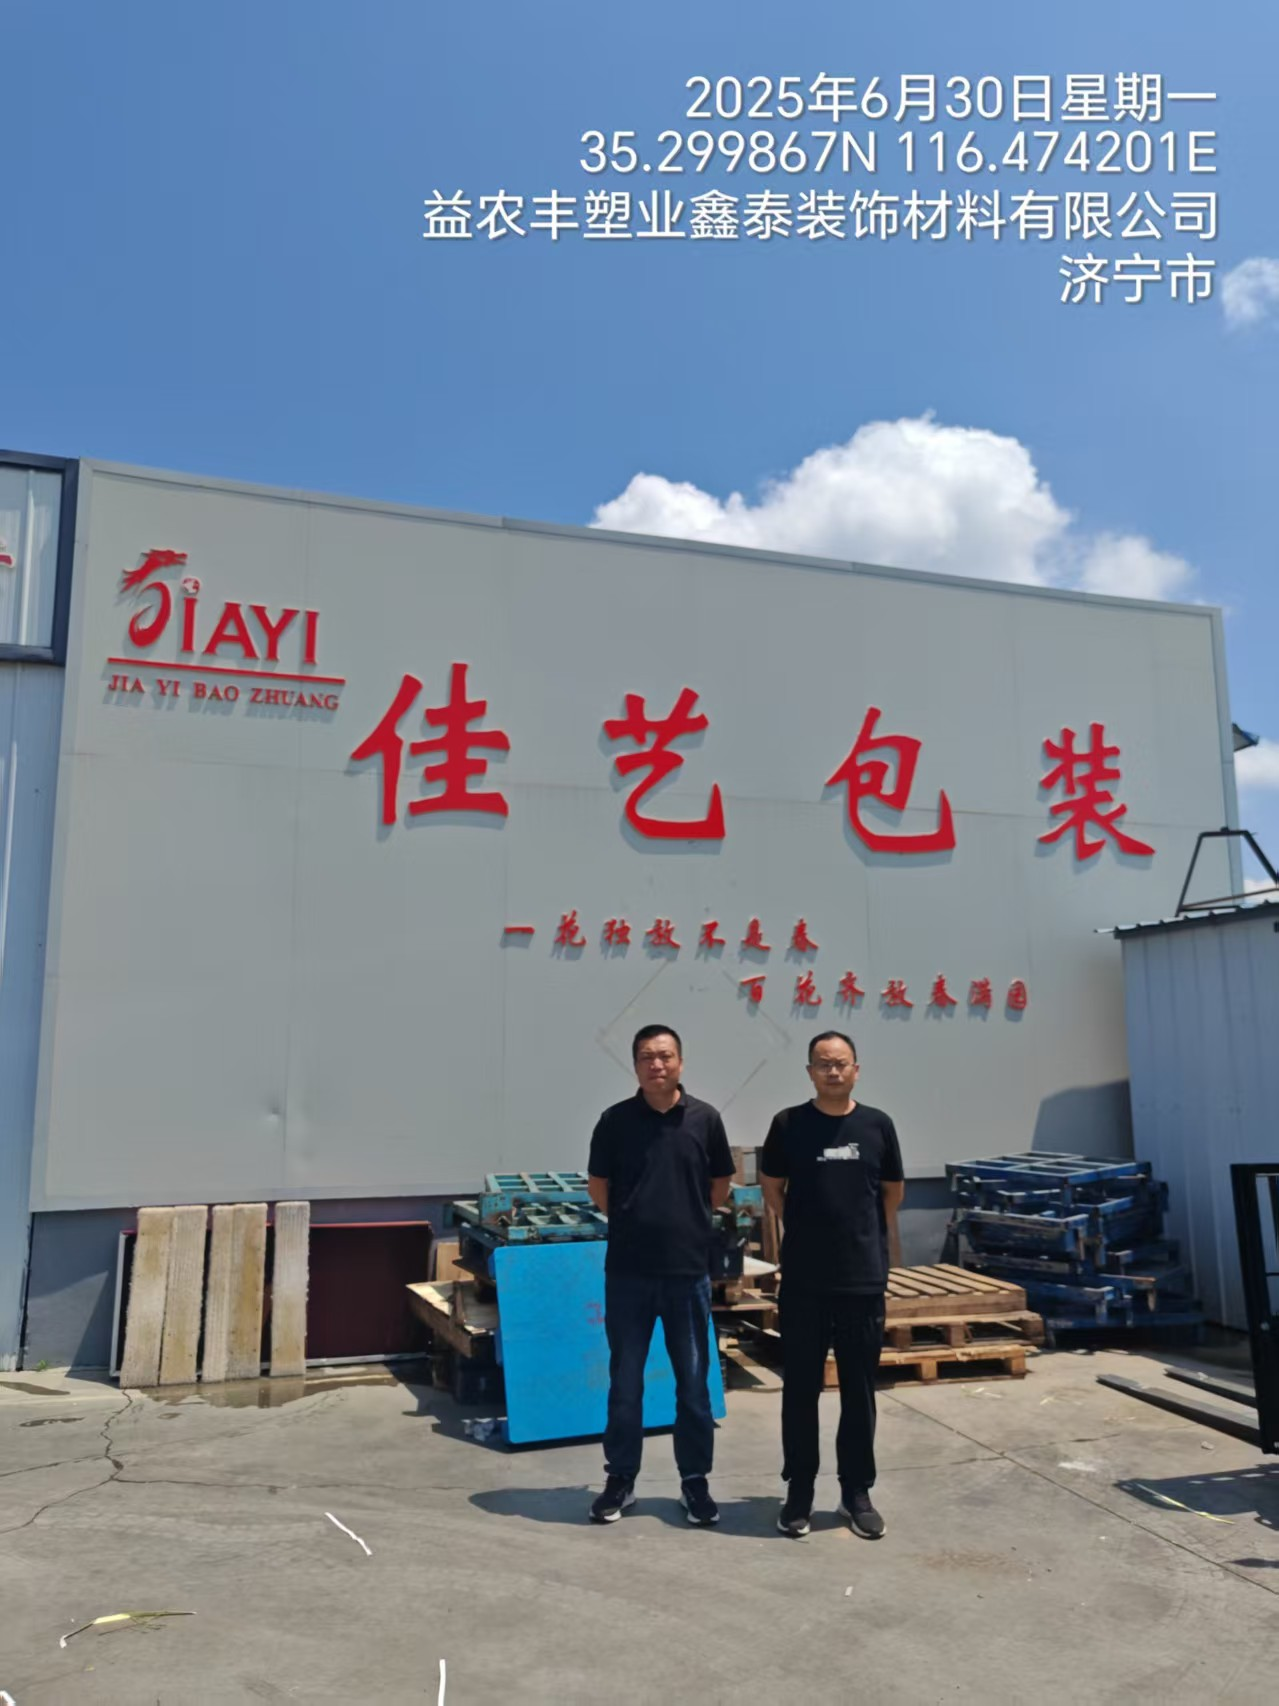 2025年6月30日星期一
35.299867N 116.474201E
益农丰塑业鑫泰装饰材料有限公司
济宁市
JIAYI
JIA YI BAO ZHUANG
佳艺包装
一花独放不是春
百花齐放春满园